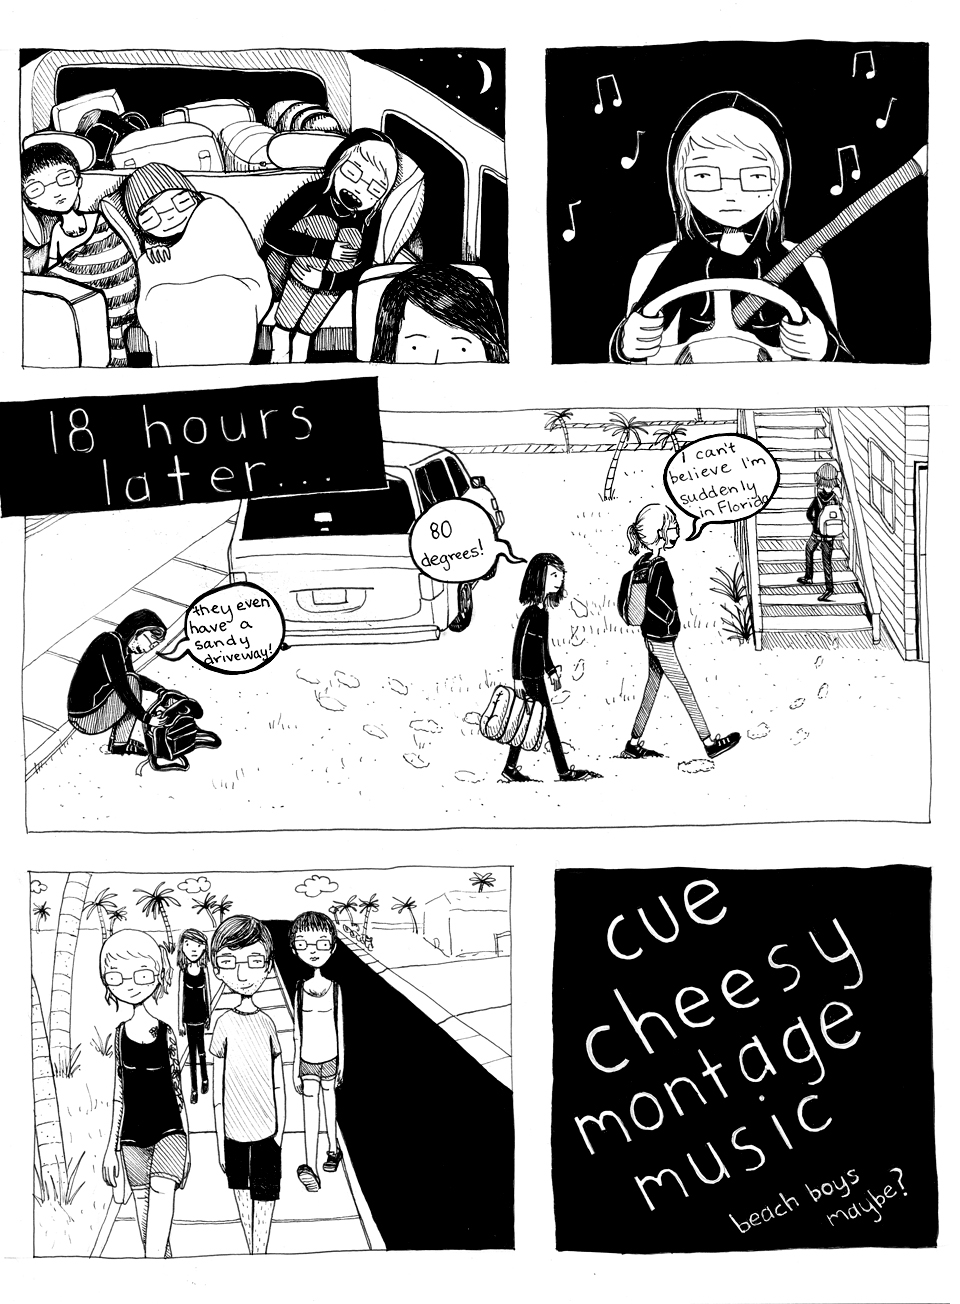 18 hours
later...
they even
have a
sandy
driveway!
80
degrees!
I can't
believe I'm
suddenly
in Florida
cue
cheesy
montage
music
beach boys
maybe?